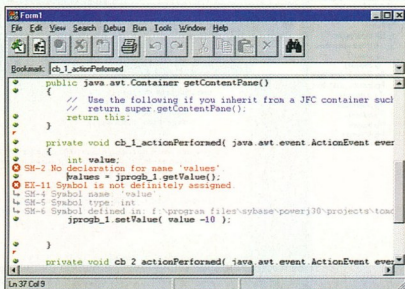 Form1
File Edit View Search Debug Run Tools Window Help
Bookmark: cb_1_actionPerformed
public java.awt.Container getContentPane()
{
// Use the following if you inherit from a JFC container such
// return super.getContentPane();
return this;
}
private void cb_1_actionPerformed( java.awt.event.ActionEvent ever
{
int value;
SM-2 No declaration for name 'values'.
values = jprogb_1.getValue();
EX-11 Symbol is not definitely assigned.
SM-4 Symbol name: 'value'.
SM-5 Symbol type: int
SM-6 Symbol defined in: f:\program files\sybase\powerj30\projects\tomc
jprogb_1.setValue( value -10 );
}
private void cb_2_actionPerformed( java.awt.event.ActionEvent ever
Ln 37 Col 9